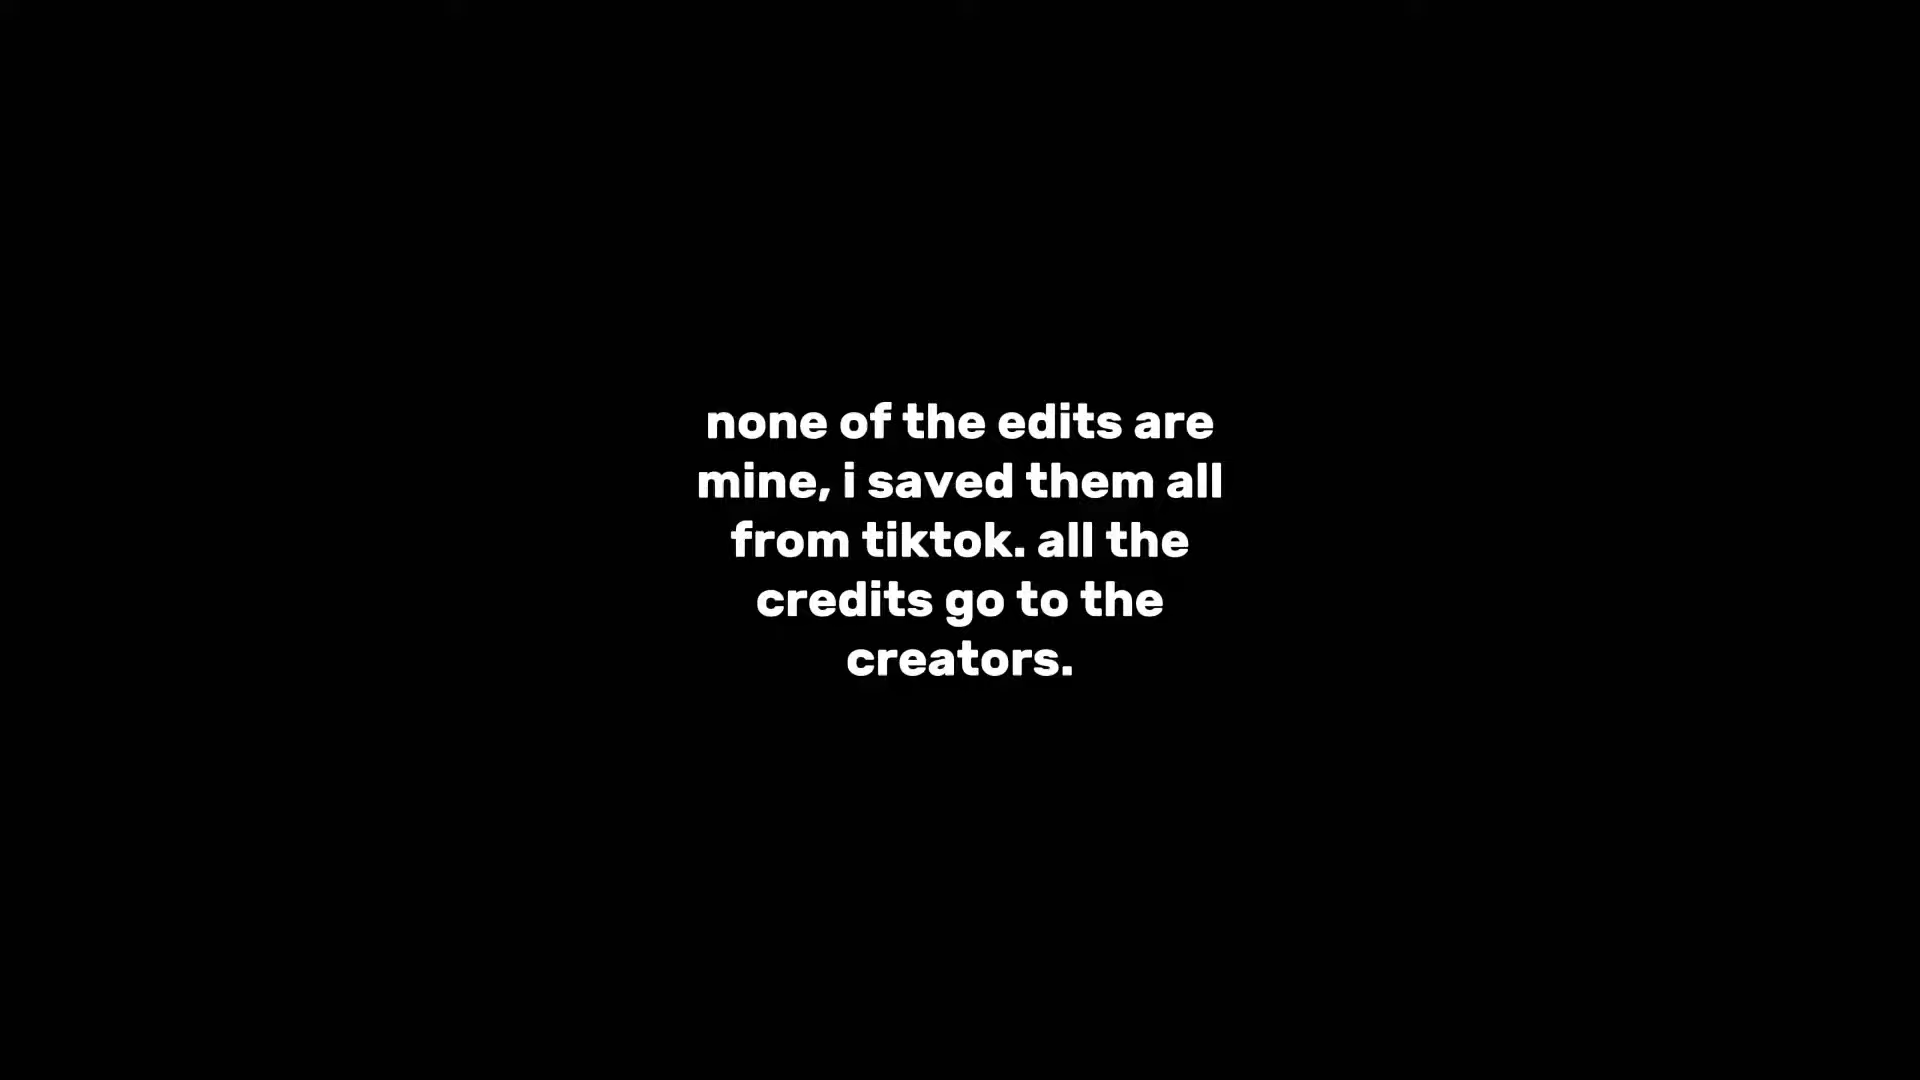 none of the edits are
mine, i saved them all
from tiktok. all the
credits go to the
creators.